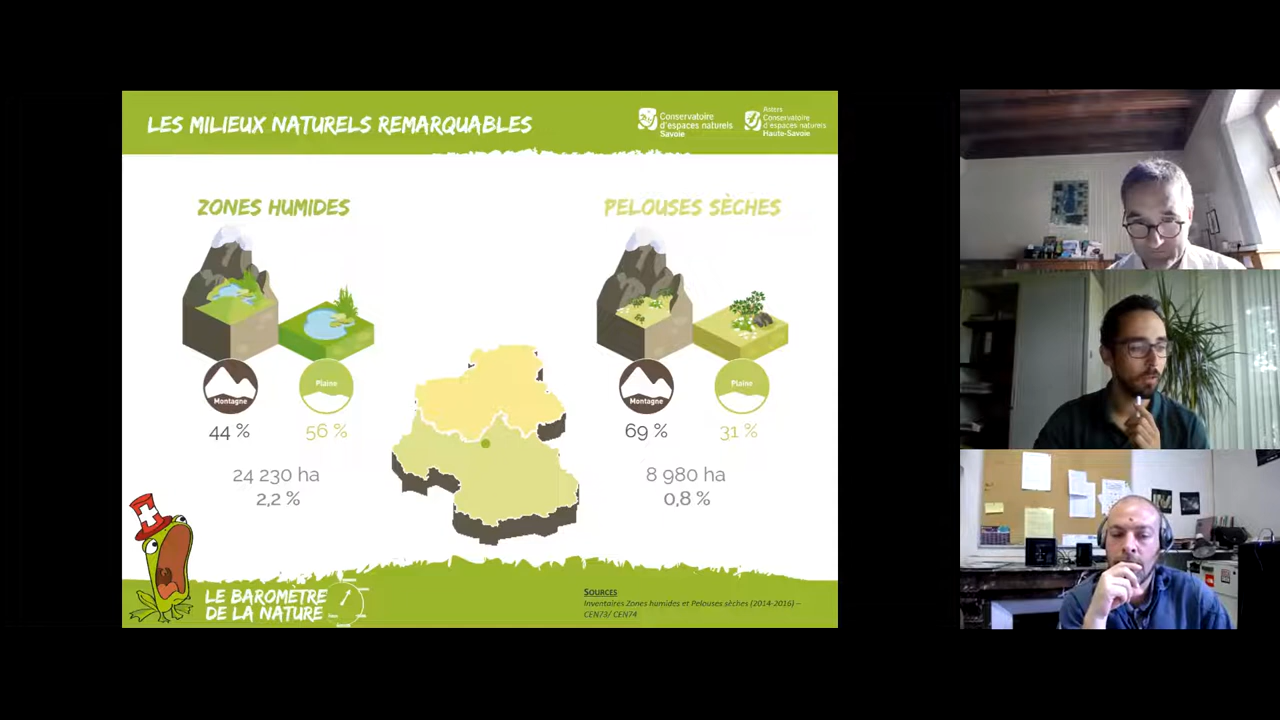 LES MILIEUX NATURELS REMARQUABLES
Conservatoire
d'espaces naturels
Savoie
Asters
Conservatoire
d'espaces naturels
Haute-Savoie
ZONES HUMIDES
PELOUSES SÈCHES
Montagne
Plaine
Montagne
Plaine
44 %
56 %
69 %
31 %
24 230 ha
2,2 %
8 980 ha
0,8 %
LE BAROMÈTRE
DE LA NATURE
SOURCES
Inventaires Zones humides et Pelouses sèches (2014-2016) –
CEN73/ CEN74